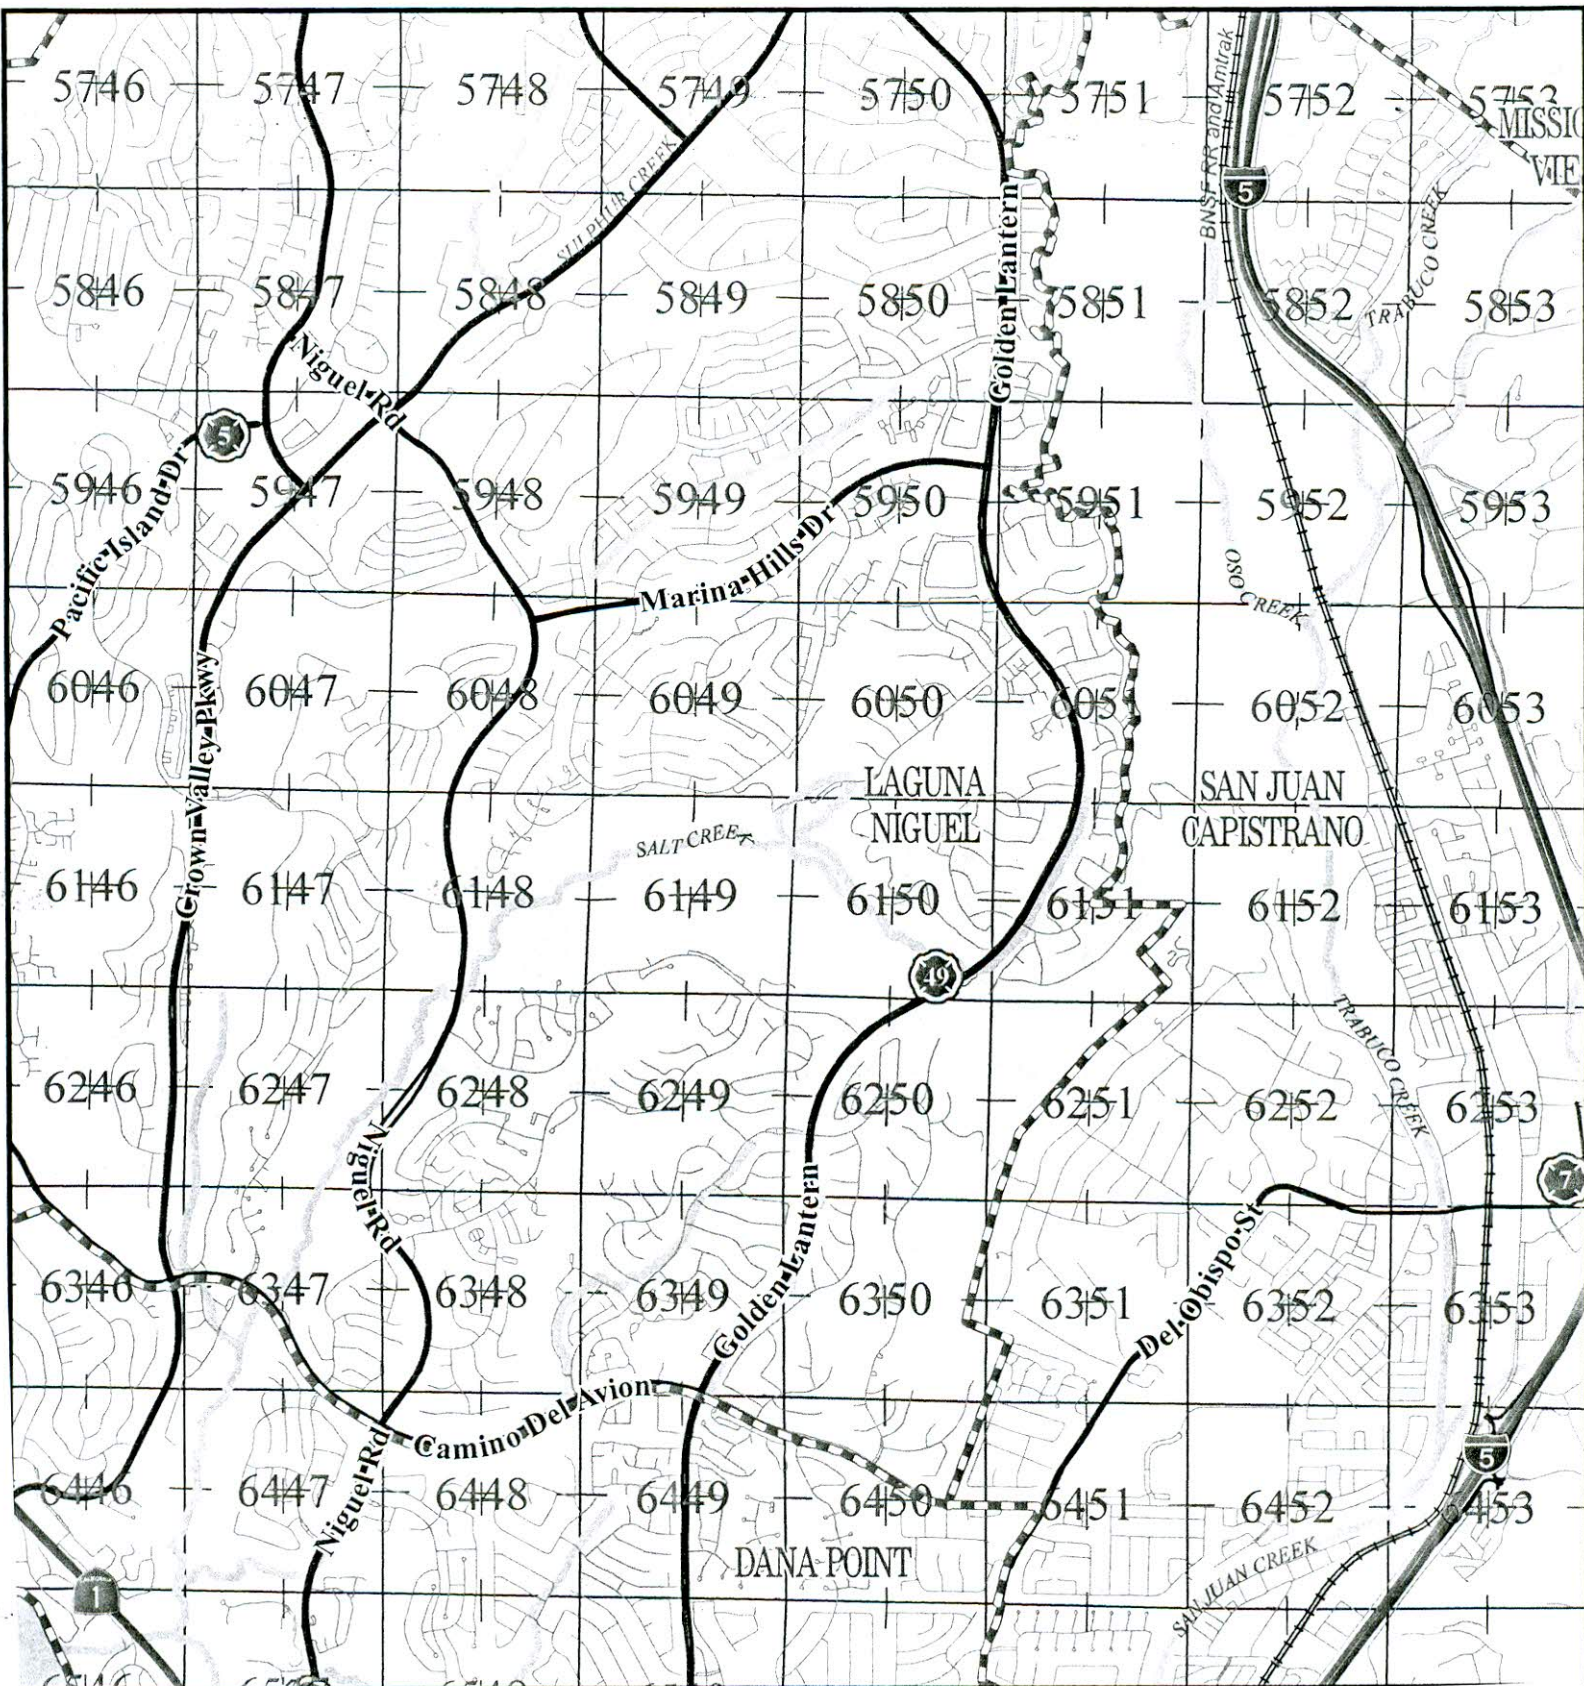 5746 5747 5748 5749 5750 5751 5752 5753
BNSF RR and Amtrak
MISSIO
VIE
5
SULPHUR CREEK
TRABUCO CREEK
Golden Lantern
5846 5847 5848 5849 5850 5851 5852 5853
Niguel Rd
5
Pacific Island Dr
5946 5947 5948 5949 5950 5951 5952 5953
Marina Hills Dr
OSO
CREEK
6046 6047 6048 6049 6050 6051 6052 6053
Crown Valley Pkwy
LAGUNA
NIGUEL
SAN JUAN
CAPISTRANO
SALT CREEK
6146 6147 6148 6149 6150 6151 6152 6153
49
TRABUCO CREEK
6246 6247 6248 6249 6250 6251 6252 6253
Niguel Rd
7
Golden Lantern
Del Obispo St
6346 6347 6348 6349 6350 6351 6352 6353
Camino Del Avion
5
Niguel Rd
6446 6447 6448 6449 6450 6451 6452 6453
DANA POINT
SAN JUAN CREEK
1